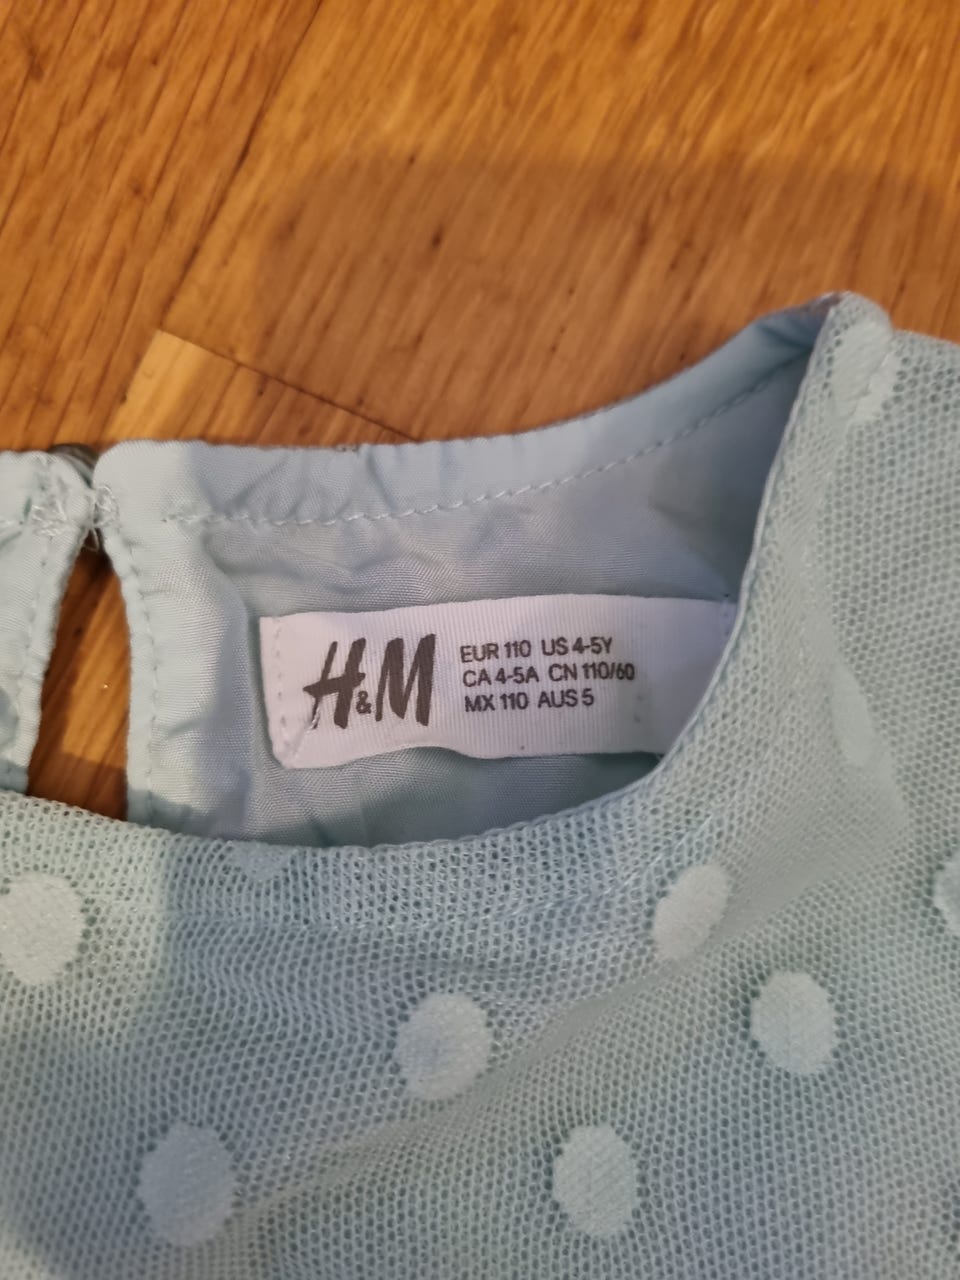 H&M
EUR 110 US 4-5Y
CA 4-5A CN 110/60
MX 110 AUS 5